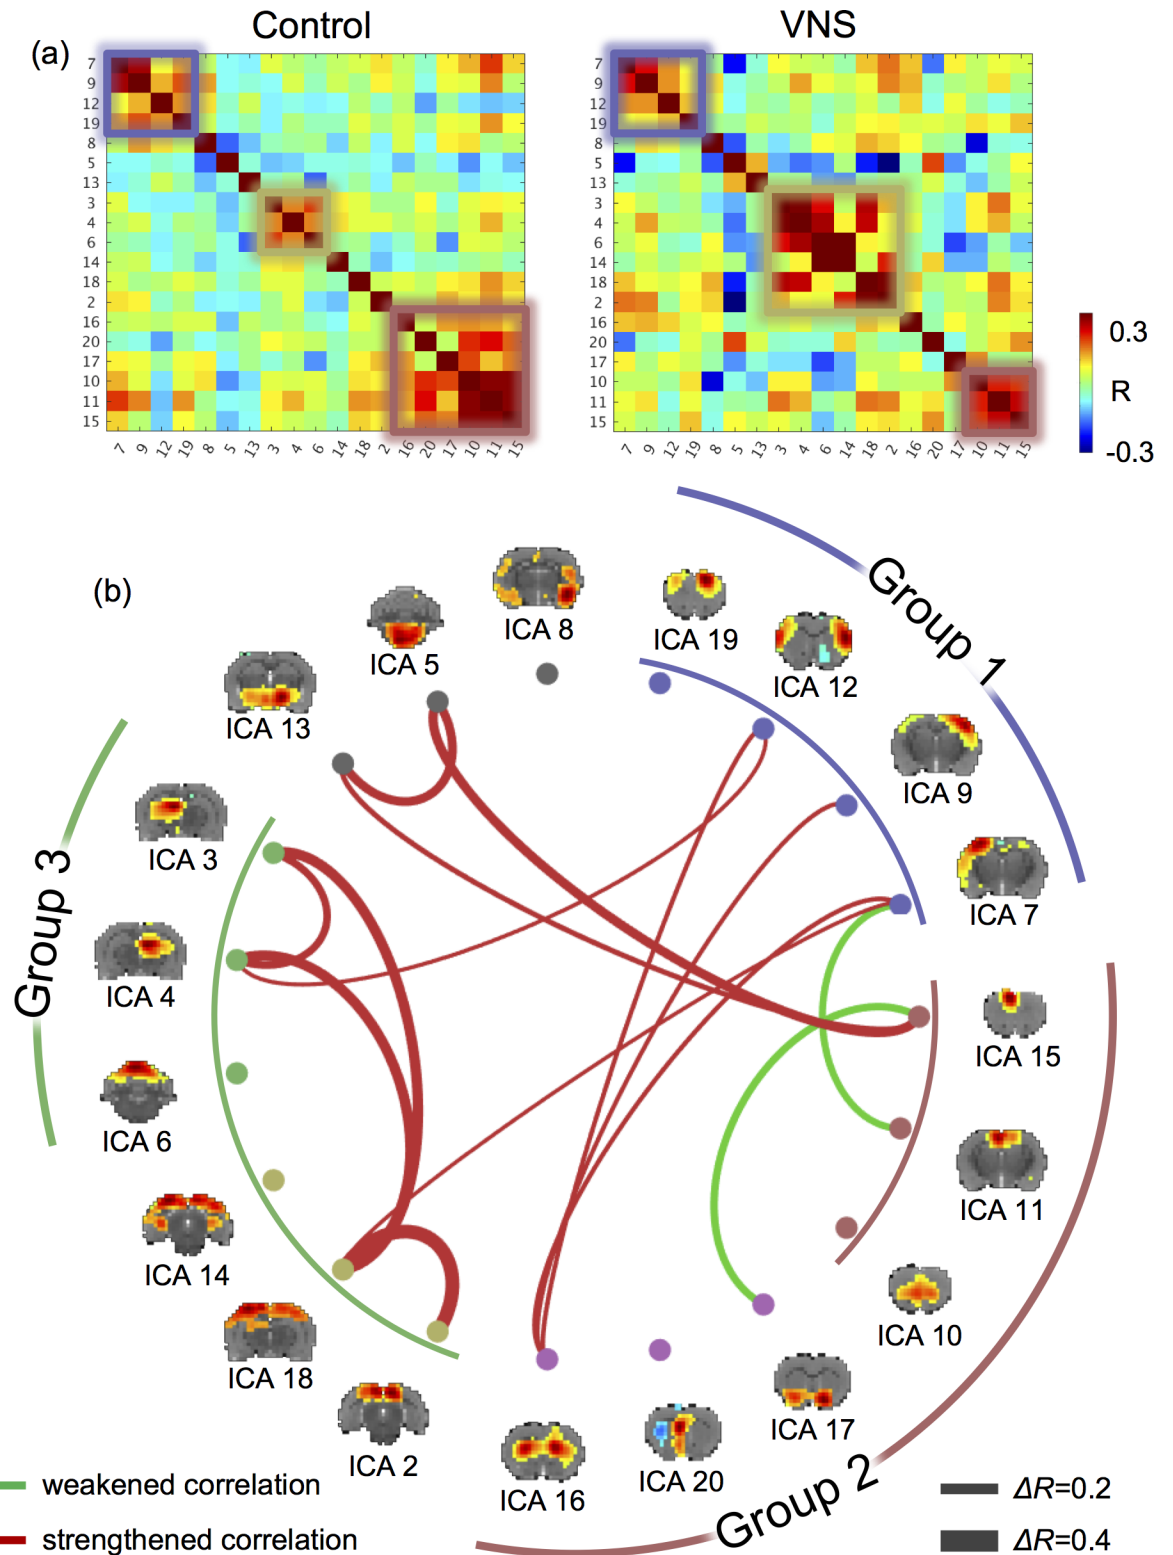 Control
VNS
(a)
7
9
12
19
8
5
13
3
4
6
14
18
2
16
20
17
10
11
15
7 9 12 19 8 5 13 3 4 6 14 18 2 16 20 17 10 11 15
7
9
12
19
8
5
13
3
4
6
14
18
2
16
20
17
10
11
15
7 9 12 19 8 5 13 3 4 6 14 18 2 16 20 17 10 11 15
0.3
R
-0.3
(b)
Group 1
Group 2
Group 3
ICA 8
ICA 19
ICA 12
ICA 9
ICA 7
ICA 15
ICA 11
ICA 10
ICA 17
ICA 20
ICA 16
ICA 2
ICA 18
ICA 14
ICA 6
ICA 4
ICA 3
ICA 13
ICA 5
weakened correlation
strengthened correlation
ΔR=0.2
ΔR=0.4